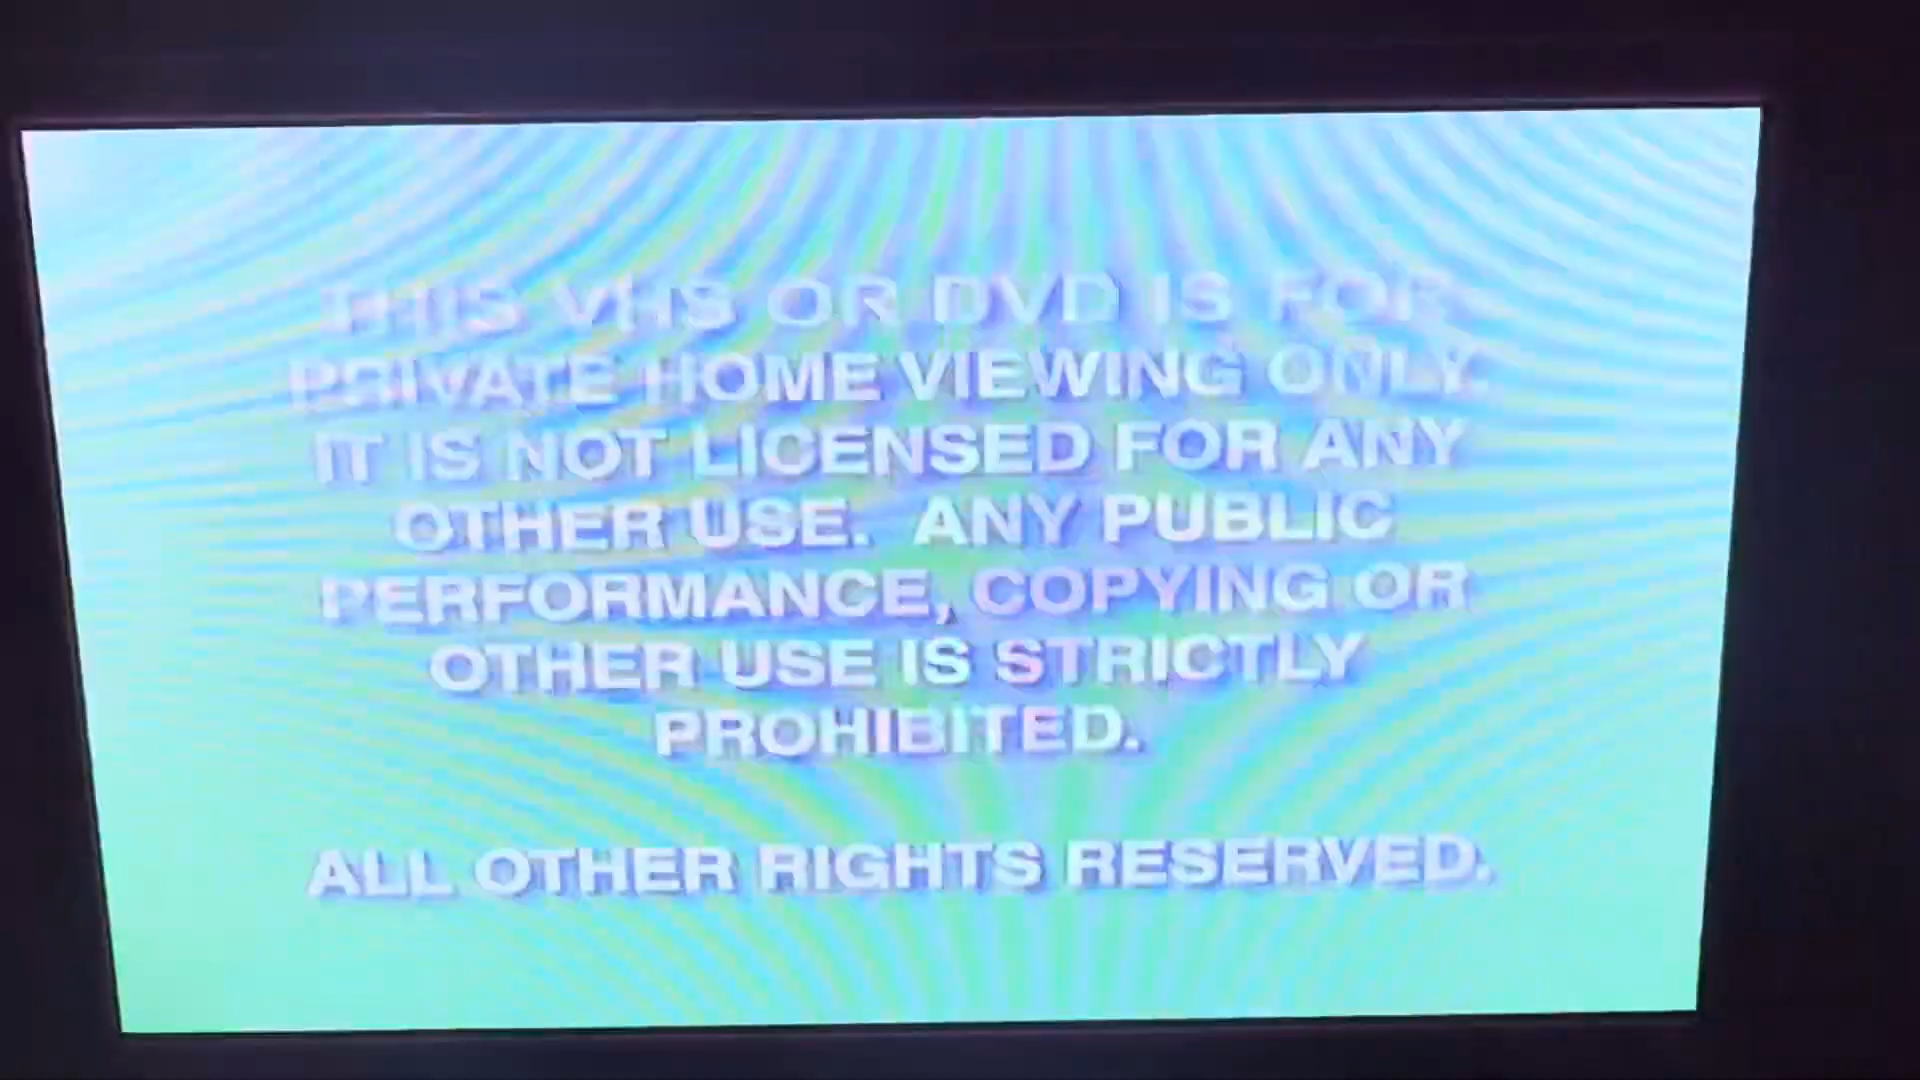 THIS VHS OR DVD IS FOR
PRIVATE HOME VIEWING ONLY.
IT IS NOT LICENSED FOR ANY
OTHER USE. ANY PUBLIC
PERFORMANCE, COPYING OR
OTHER USE IS STRICTLY
PROHIBITED.
ALL OTHER RIGHTS RESERVED.